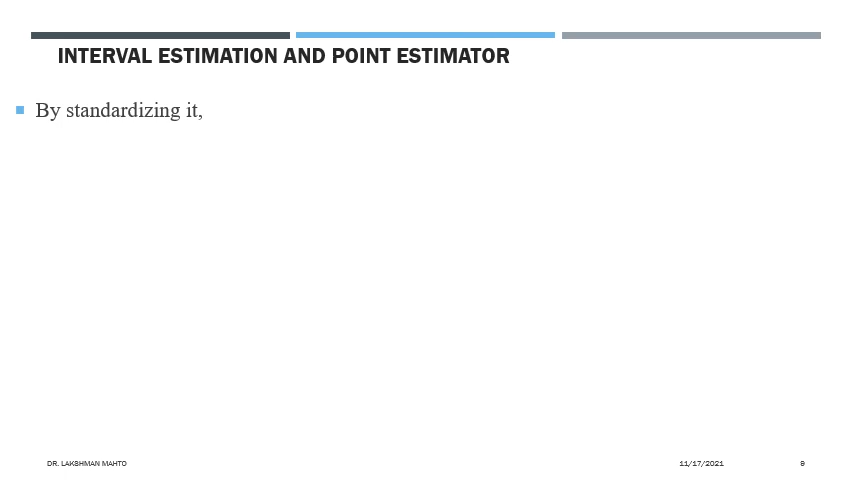 INTERVAL ESTIMATION AND POINT ESTIMATOR
By standardizing it,
DR. LAKSHMAN MAHTO
11/17/2021
9